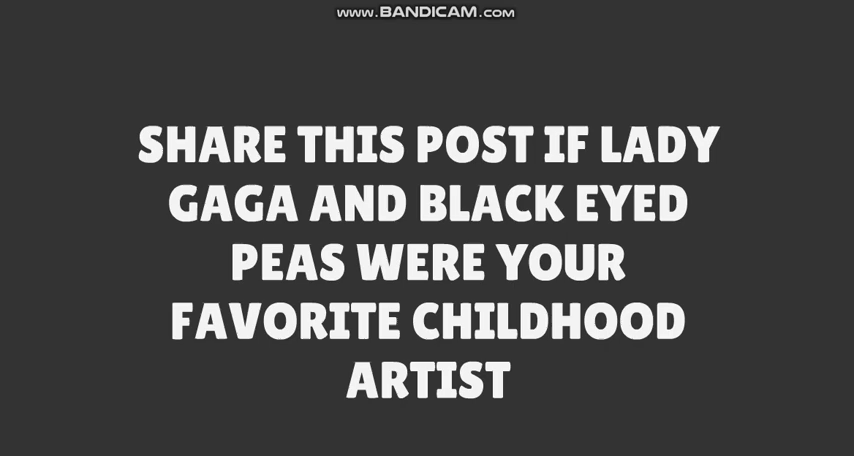 www.BANDICAM.com
SHARE THIS POST IF LADY
GAGA AND BLACK EYED
PEAS WERE YOUR
FAVORITE CHILDHOOD
ARTIST